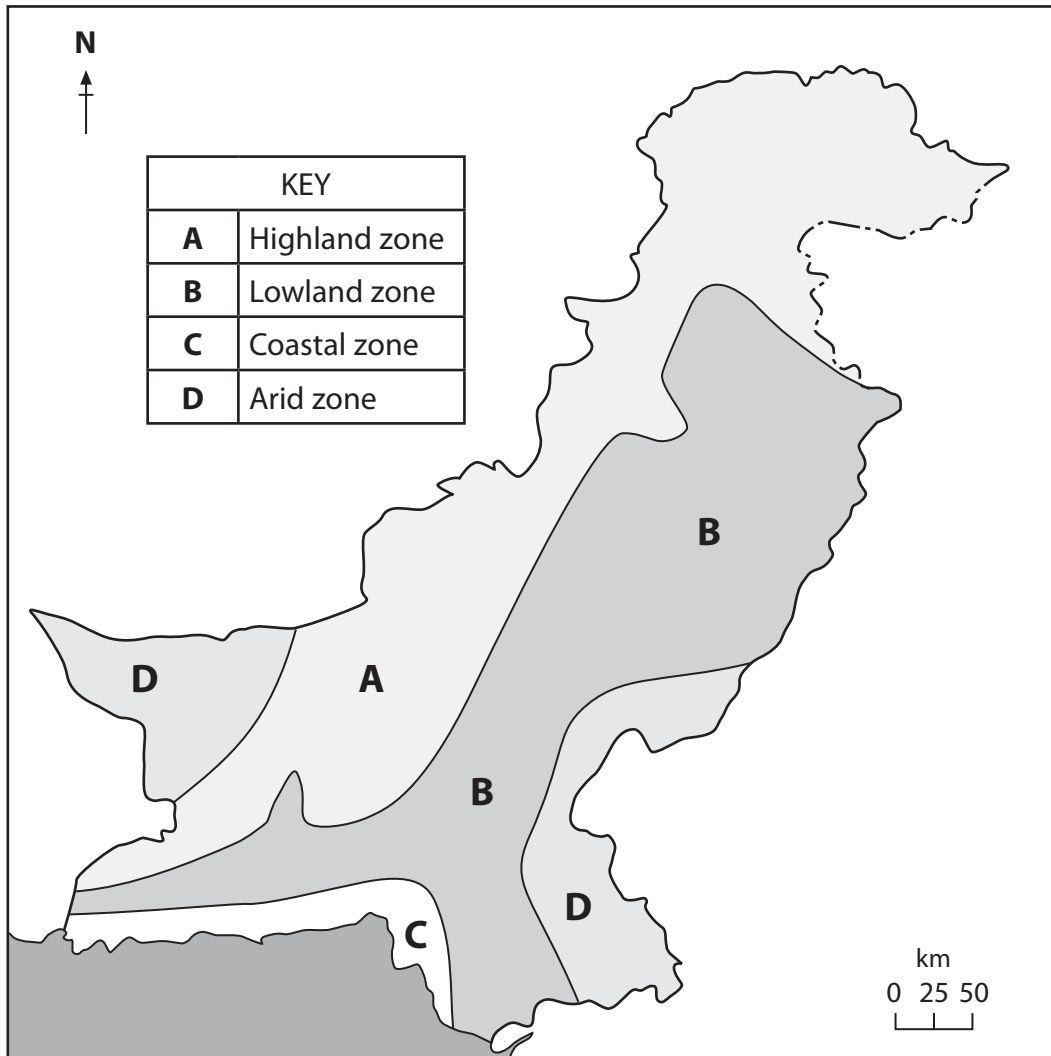 N
KEY
A Highland zone
B Lowland zone
C Coastal zone
D Arid zone
B
D
A
B
D
C
km
0 25 50